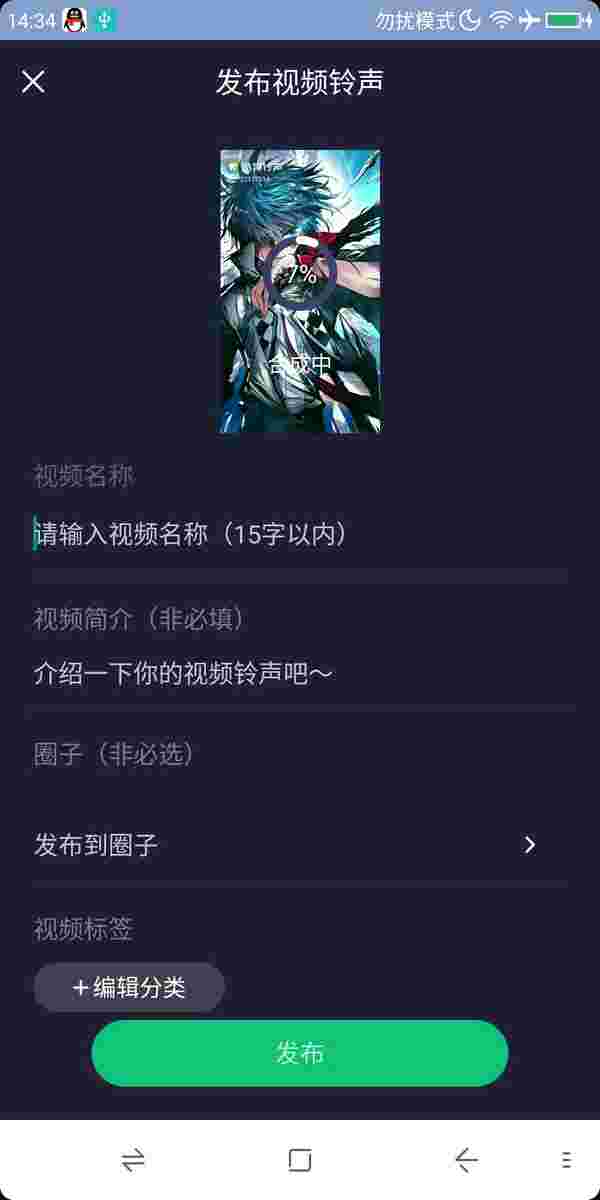 14:34 勿扰模式
发布视频铃声
7%
合成中
视频名称
请输入视频名称（15字以内）
视频简介（非必填）
介绍一下你的视频铃声吧～
圈子（非必选）
发布到圈子
视频标签
+编辑分类
发布